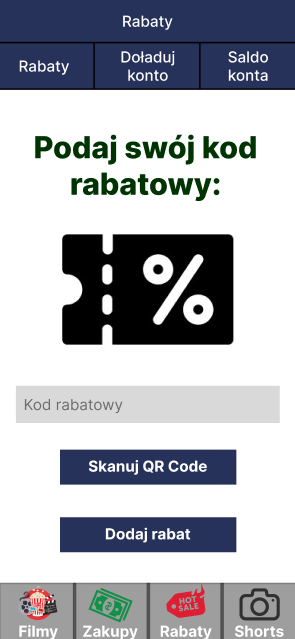 Rabaty
Rabaty
Doładuj
konto
Saldo
konta
Podaj swój kod
rabatowy:
%
Kod rabatowy
Skanuj QR Code
Dodaj rabat
HOT
SALE
Filmy
Zakupy
Rabaty
Shorts